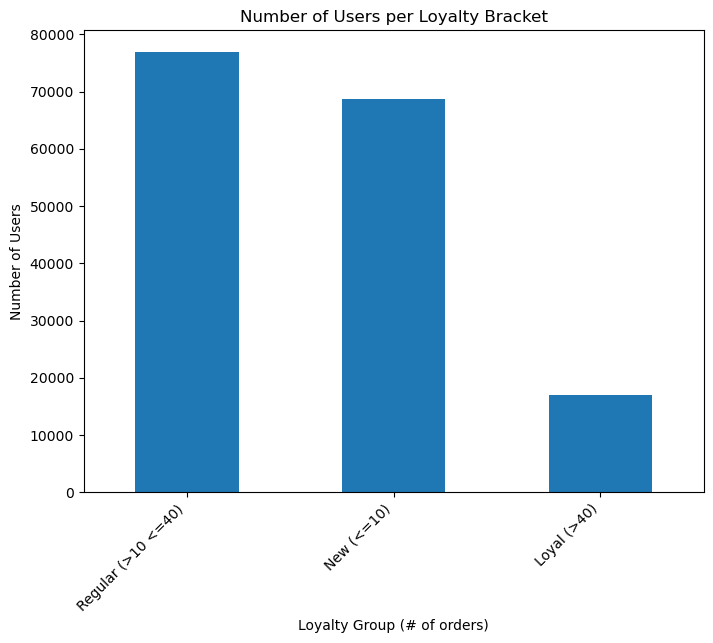 Number of Users per Loyalty Bracket
Number of Users
80000
70000
60000
50000
40000
30000
20000
10000
0
Regular (>10 <=40)
New (<=10)
Loyal (>40)
Loyalty Group (# of orders)